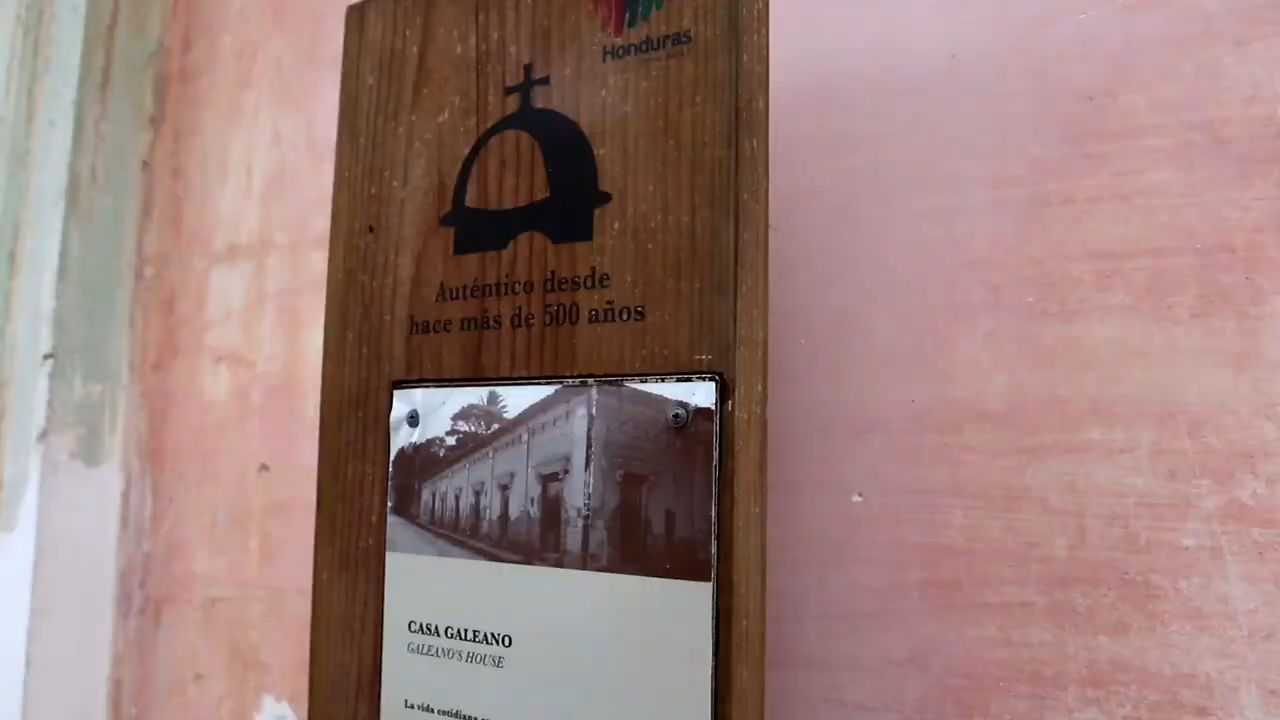 Honduras
Auténtico desde
hace más de 500 años
CASA GALEANO
GALEANO'S HOUSE
La vida cotidiana